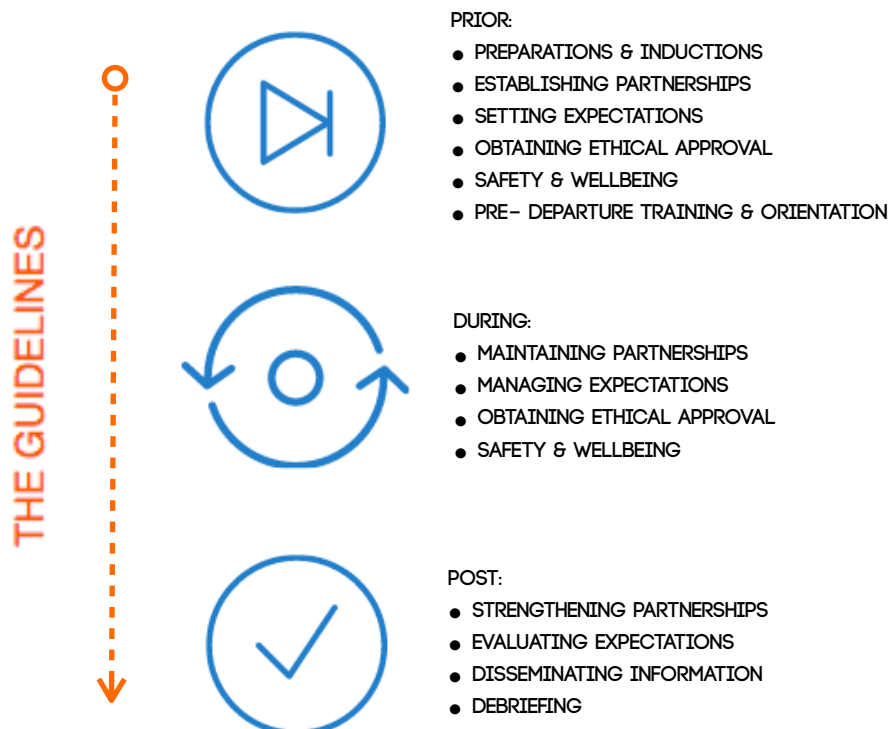 THE GUIDELINES
PRIOR:
● PREPARATIONS & INDUCTIONS
● ESTABLISHING PARTNERSHIPS
● SETTING EXPECTATIONS
● OBTAINING ETHICAL APPROVAL
● SAFETY & WELLBEING
● PRE- DEPARTURE TRAINING & ORIENTATION
DURING:
● MAINTAINING PARTNERSHIPS
● MANAGING EXPECTATIONS
● OBTAINING ETHICAL APPROVAL
● SAFETY & WELLBEING
POST:
● STRENGTHENING PARTNERSHIPS
● EVALUATING EXPECTATIONS
● DISSEMINATING INFORMATION
● DEBRIEFING